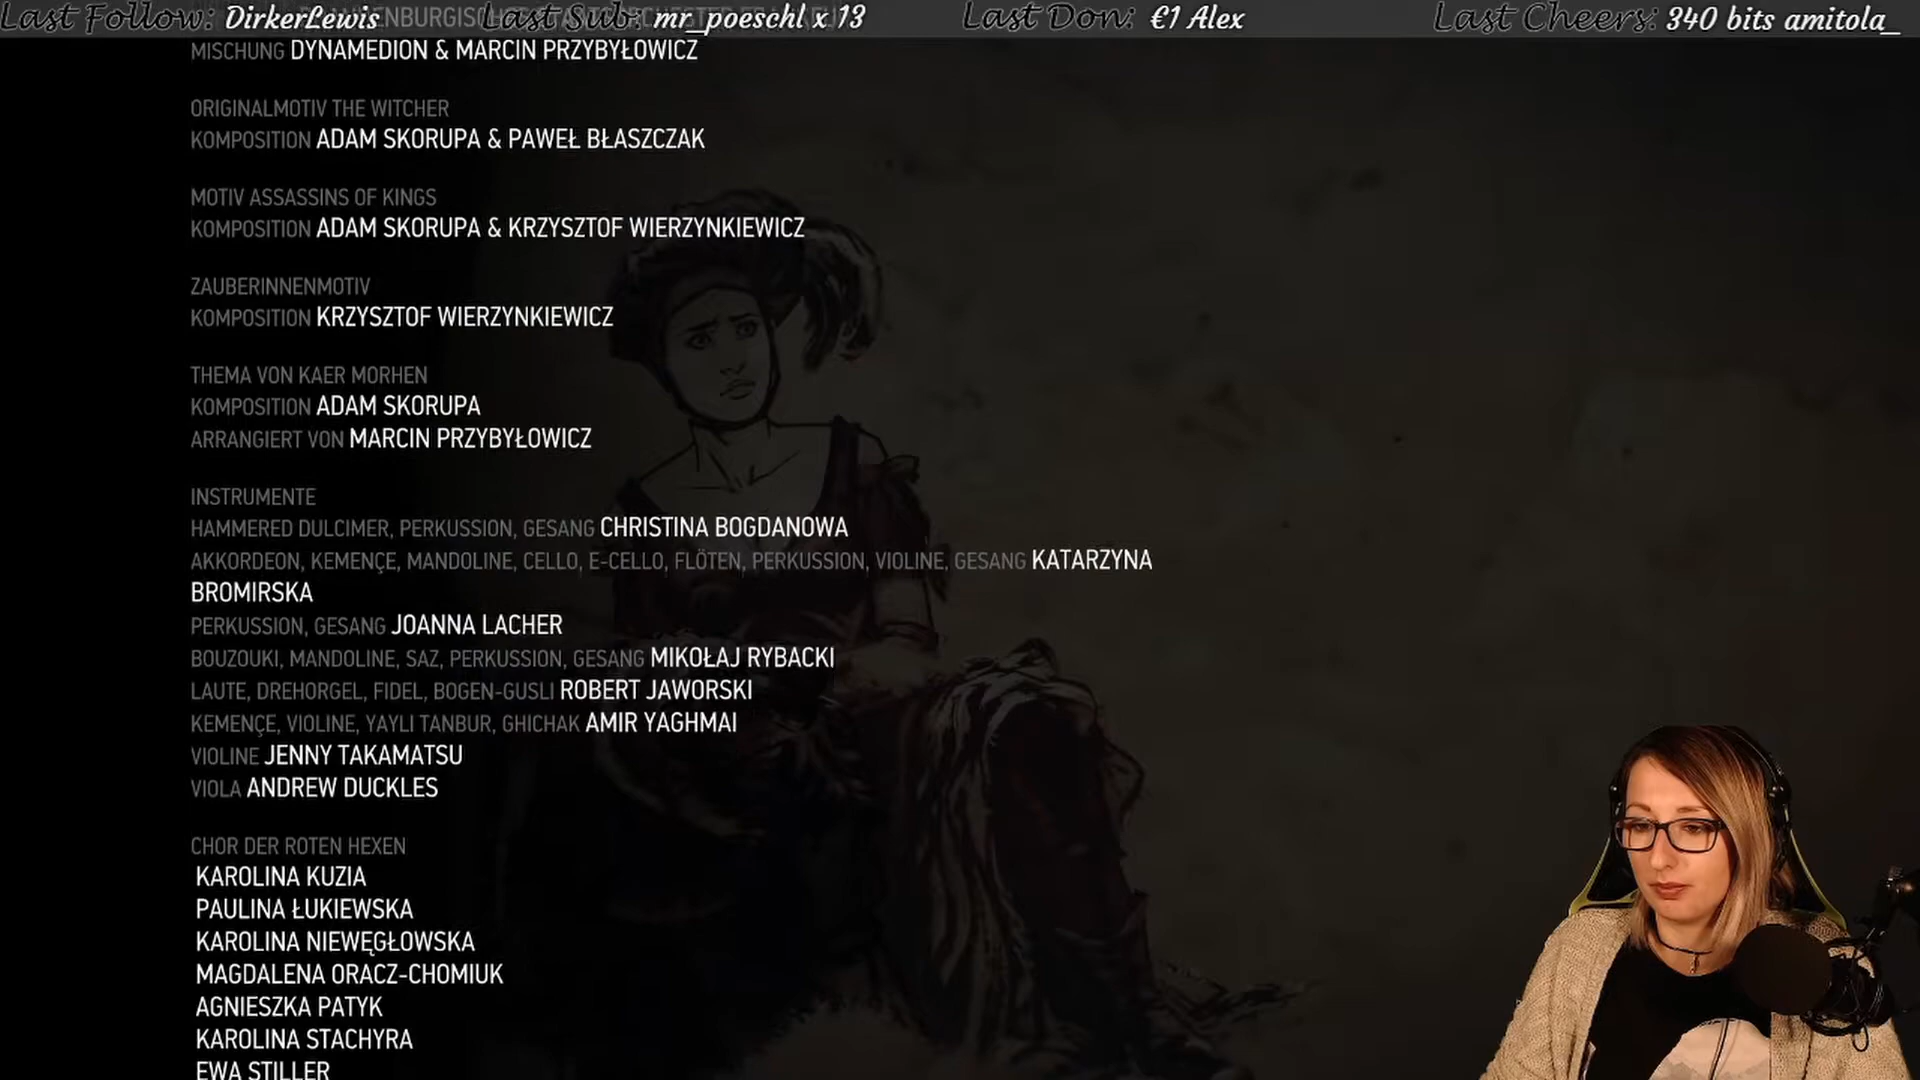 Last Follow: DirkerLewis Last Sub: mr_poeschl x 13 Last Don: €1 Alex Last Cheers: 340 bits amitola_
MISCHUNG DYNAMEDION & MARCIN PRZYBYŁOWICZ
ORIGINALMOTIV THE WITCHER
KOMPOSITION ADAM SKORUPA & PAWEŁ BŁASZCZAK
MOTIV ASSASSINS OF KINGS
KOMPOSITION ADAM SKORUPA & KRZYSZTOF WIERZYNKIEWICZ
ZAUBERINNENMOTIV
KOMPOSITION KRZYSZTOF WIERZYNKIEWICZ
THEMA VON KAER MORHEN
KOMPOSITION ADAM SKORUPA
ARRANGIERT VON MARCIN PRZYBYŁOWICZ
INSTRUMENTE
HAMMERED DULCIMER, PERKUSSION, GESANG CHRISTINA BOGDANOWA
AKKORDEON, KEMENÇE, MANDOLINE, CELLO, E-CELLO, FLÖTEN, PERKUSSION, VIOLINE, GESANG KATARZYNA
BROMIRSKA
PERKUSSION, GESANG JOANNA LACHER
BOUZOUKI, MANDOLINE, SAZ, PERKUSSION, GESANG MIKOŁAJ RYBACKI
LAUTE, DREHORGEL, FIDEL, BOGEN-GUSLI ROBERT JAWORSKI
KEMENÇE, VIOLINE, YAYLI TANBUR, GHICHAK AMIR YAGHMAI
VIOLINE JENNY TAKAMATSU
VIOLA ANDREW DUCKLES
CHOR DER ROTEN HEXEN
KAROLINA KUZIA
PAULINA ŁUKIEWSKA
KAROLINA NIEWĘGŁOWSKA
MAGDALENA ORACZ-CHOMIUK
AGNIESZKA PATYK
KAROLINA STACHYRA
EWA STILLER